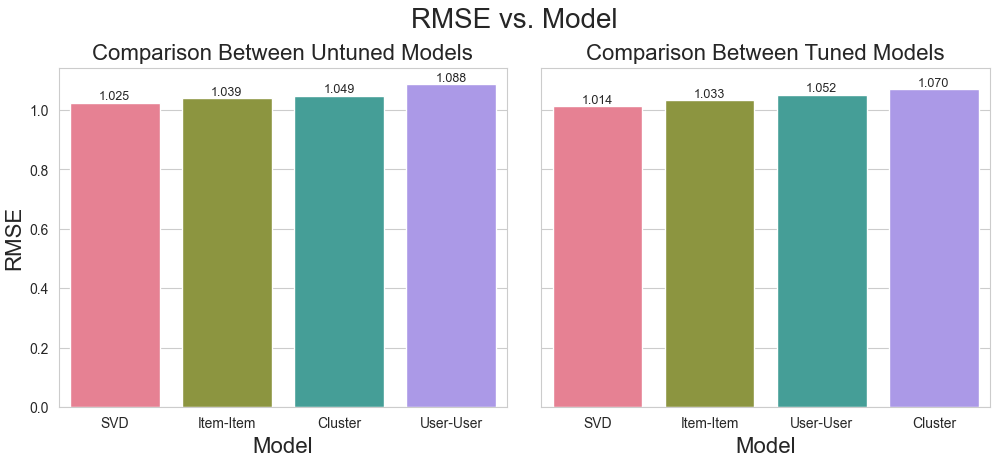 RMSE vs. Model
Comparison Between Untuned Models
RMSE
1.0
0.8
0.6
0.4
0.2
0.0
1.025
1.039
1.049
1.088
SVD
Item-Item
Cluster
User-User
Model
Comparison Between Tuned Models
1.014
1.033
1.052
1.070
SVD
Item-Item
User-User
Cluster
Model